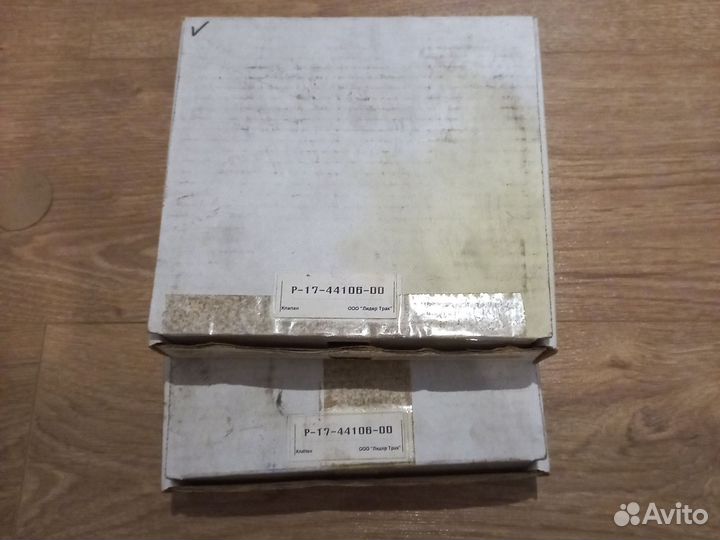 P-17-44106-00
Клапан ООО "Лидер Трак"
P-17-44106-00
Клапан ООО "Лидер Трак"
Avito